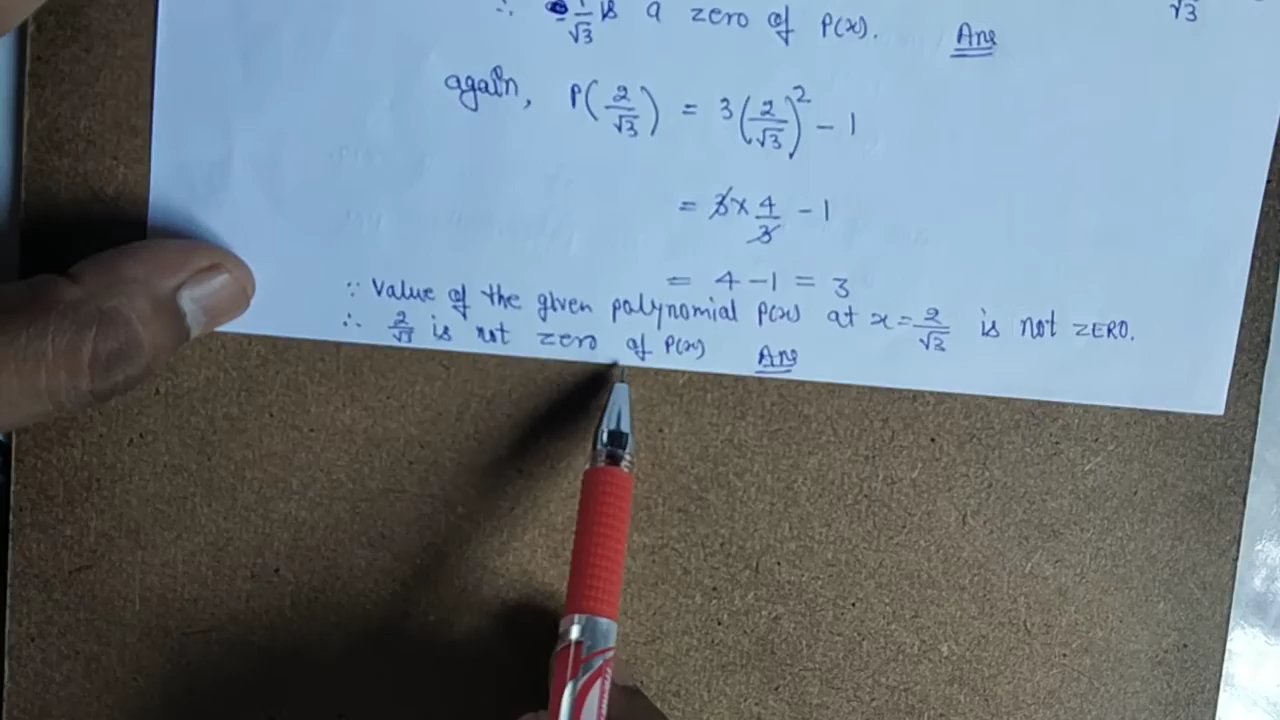 ∴ -1/√3 is a zero of P(x). Ans
√3
again, P(2/√3) = 3(2/√3)² - 1
= 3 × 4/3 - 1
= 4 - 1 = 3
∵ Value of the given polynomial P(x) at x = 2/√3 is not ZERO.
∴ 2/√3 is not zero of P(x) Ans